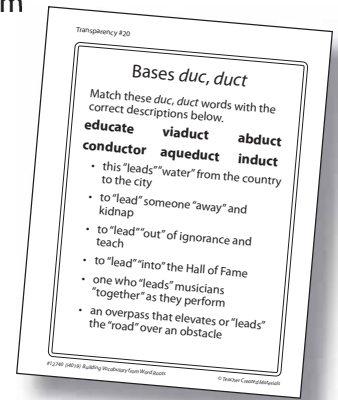 m
Transparency #20
Bases duc, duct
Match these duc, duct words with the
correct descriptions below.
educate viaduct abduct
conductor aqueduct induct
• this "leads" "water" from the country
to the city
• to "lead" someone "away" and
kidnap
• to "lead" "out" of ignorance and
teach
• to "lead" "into" the Hall of Fame
• one who "leads" musicians
"together" as they perform
• an overpass that elevates or "leads"
the "road" over an obstacle
Building Vocabulary from Word Roots
© Teacher Created Materials